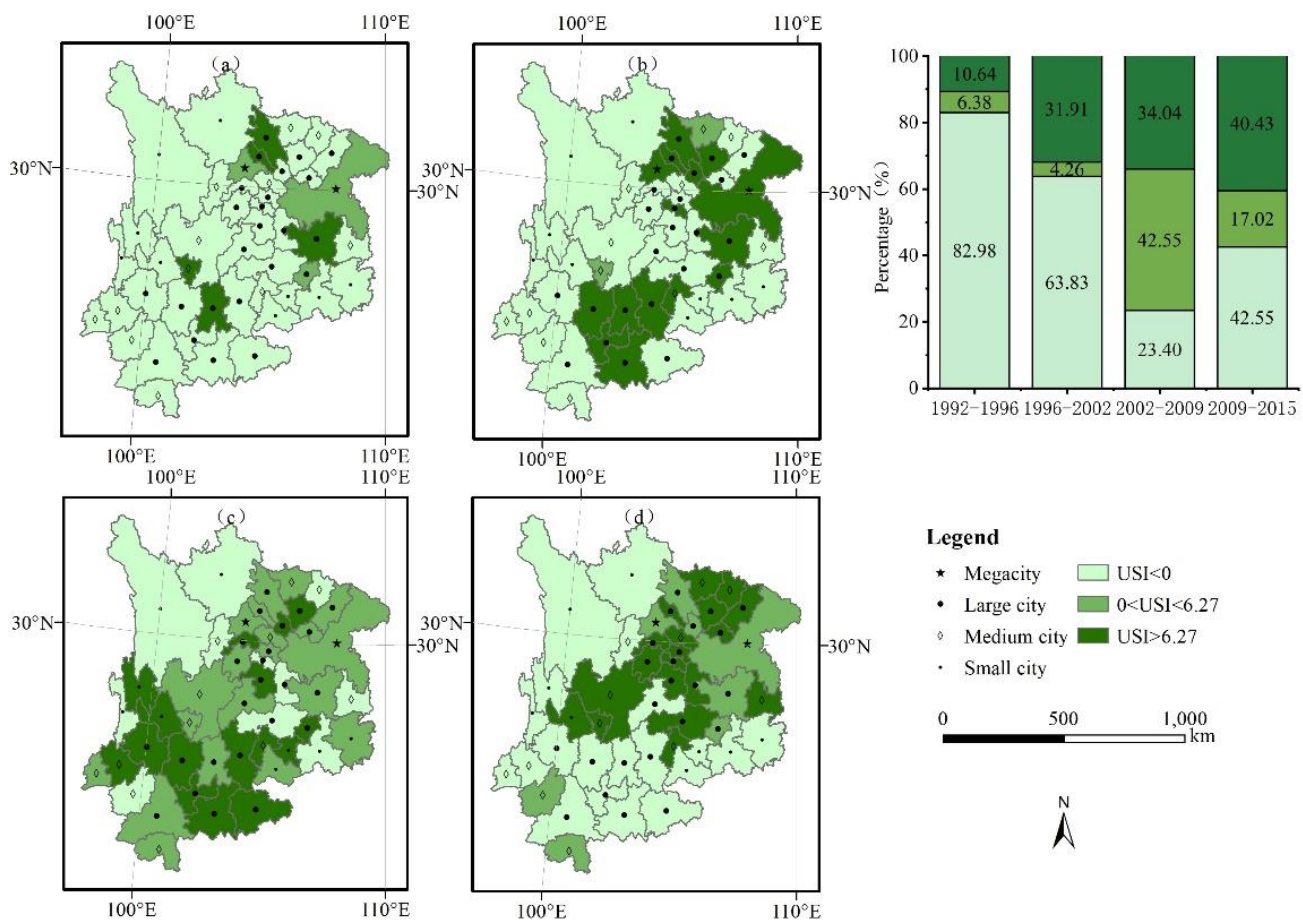 100°E
110°E
100°E
110°E
(a)
(b)
30°N
30°N
30°N
30°N
100°E
110°E
100°E
110°E
100°E
110°E
100°E
110°E
(c)
(d)
30°N
30°N
30°N
30°N
100°E
110°E
100°E
110°E
Percentage (%)
100
80
60
40
20
0
10.64
6.38
82.98
31.91
4.26
63.83
34.04
42.55
23.40
40.43
17.02
42.55
1992-1996
1996-2002
2002-2009
2009-2015
Legend
Megacity
Large city
Medium city
Small city
USI<0
0<USI<6.27
USI>6.27
0
500
1,000
km
N